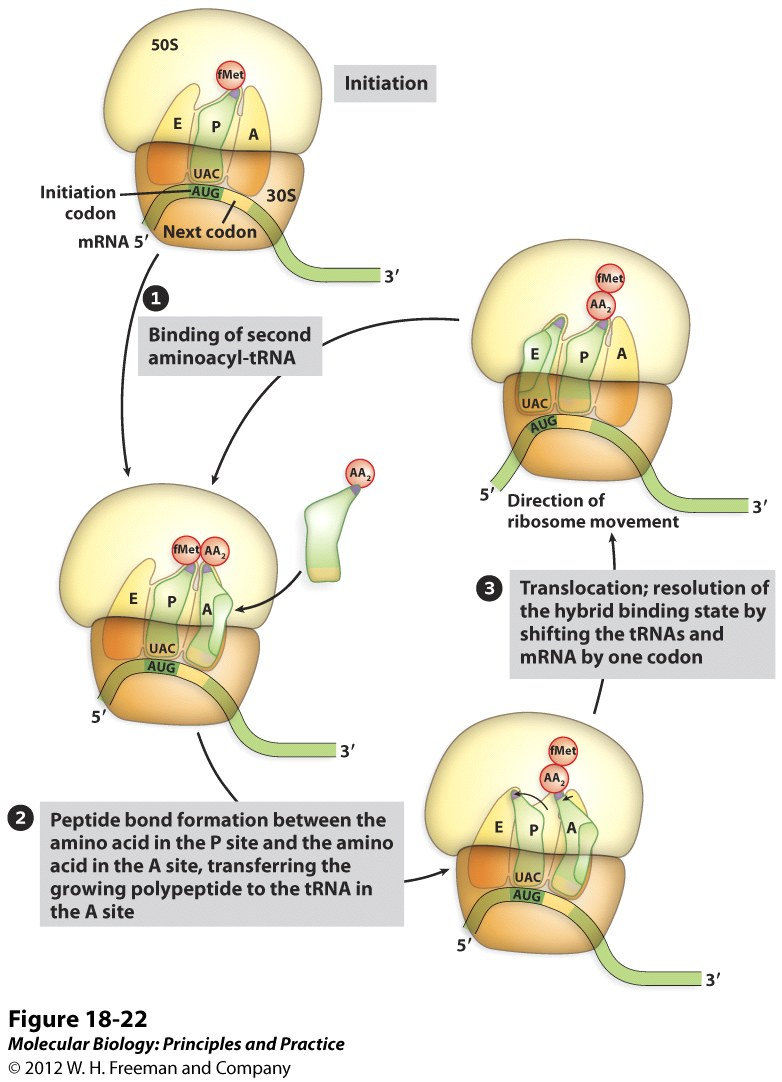 50S
fMet
Initiation
E
P
A
UAC
Initiation
codon
AUG
30S
Next codon
mRNA 5′
3′
1
Binding of second
aminoacyl-tRNA
fMet
AA2
E
P
A
UAC
AUG
5′
3′
Direction of
ribosome movement
AA2
fMet
AA2
E
P
A
UAC
AUG
5′
3′
3
Translocation; resolution of
the hybrid binding state by
shifting the tRNAs and
mRNA by one codon
2
Peptide bond formation between the
amino acid in the P site and the amino
acid in the A site, transferring the
growing polypeptide to the tRNA in
the A site
fMet
AA2
E
P
A
UAC
AUG
5′
3′
Figure 18-22
Molecular Biology: Principles and Practice
© 2012 W. H. Freeman and Company